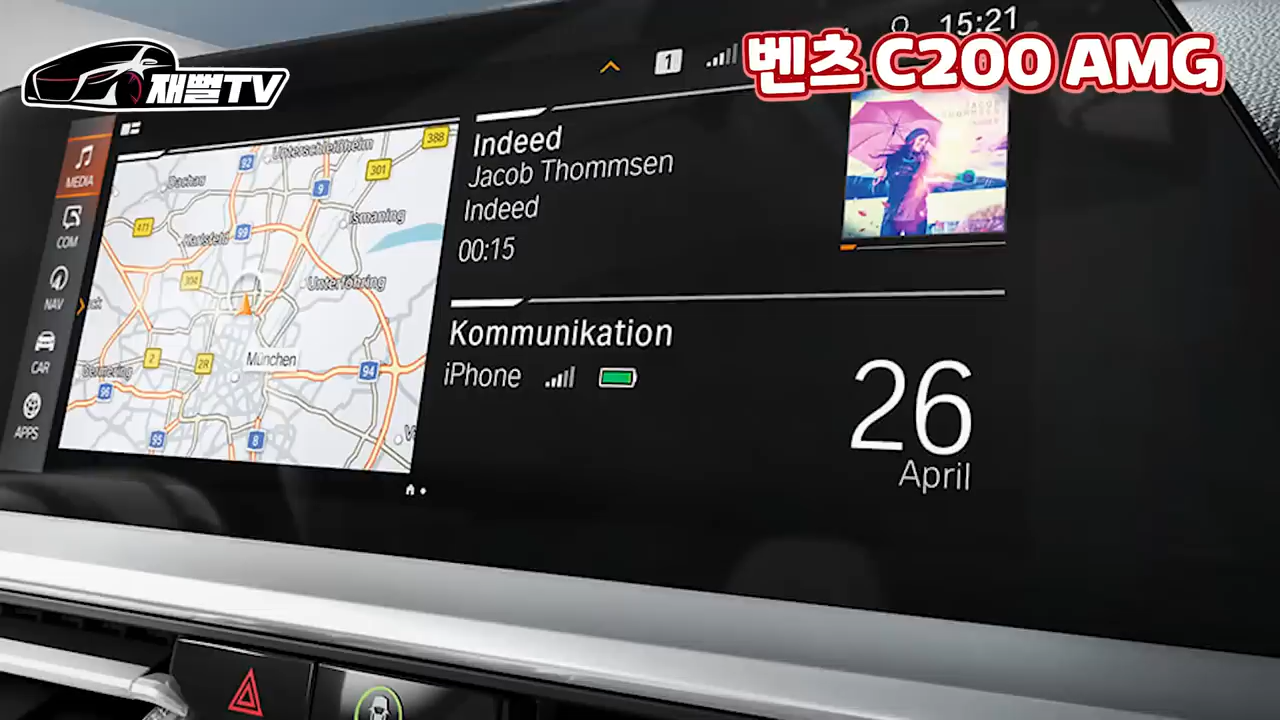 재뻘TV
벤츠 C200 AMG
15:21
1
MEDIA
COM
NAV
CAR
APPS
Unterschleißheim
388
92
301
Dachau
9
Ismaning
471
Karlsfeld
99
304
Unterföhring
2
2R
München
94
Germering
96
95
8
Indeed
Jacob Thommsen
Indeed
00:15
JACOB
THOMMSEN
Kommunikation
iPhone
26
April